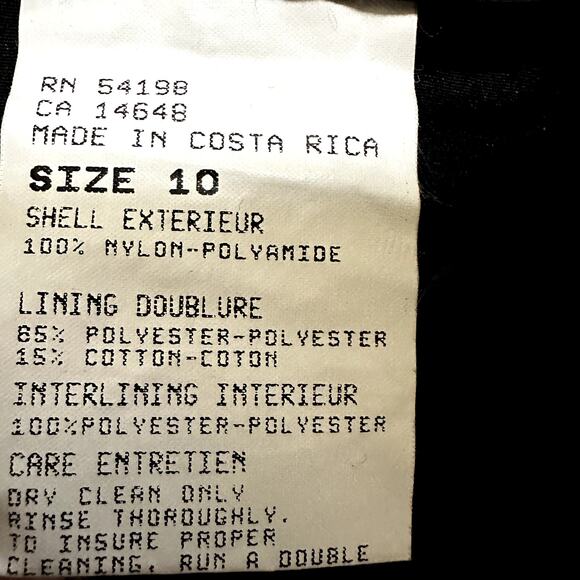 RN 54198
CA 14648
MADE IN COSTA RICA
SIZE 10
SHELL EXTERIEUR
100% NYLON-POLYAMIDE
LINING DOUBLURE
85% POLYESTER-POLYESTER
15% COTTON-COTON
INTERLINING INTERIEUR
100%POLYESTER-POLYESTER
CARE ENTRETIEN
DRY CLEAN ONLY
RINSE THOROUGHLY.
TO INSURE PROPER
CLEANING, RUN A DOUBLE